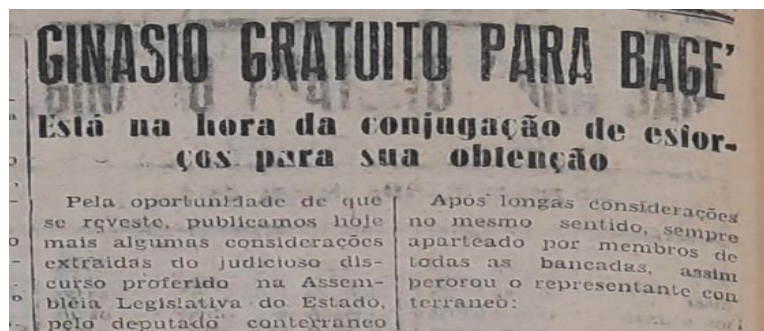 GINASIO GRATUITO PARA BAGE'
Está na hora da conjugação de esfor-
ços para sua obtenção
Pela oportunidade de que
se reveste, publicamos hoje
mais algumas considerações
extraidas do judicioso dis-
curso proferido na Assem-
bléia Legislativa do Estado,
pelo deputado conterraneo
Após longas considerações
no mesmo sentido, sempre
aparteado por membros de
todas as bancadas, assim
perorou o representante con
terraneo: